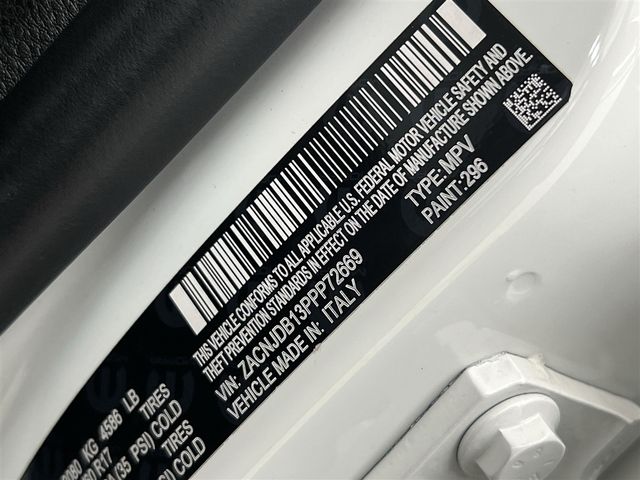 THIS VEHICLE CONFORMS TO ALL APPLICABLE U.S. FEDERAL MOTOR VEHICLE SAFETY AND
THEFT PREVENTION STANDARDS IN EFFECT ON THE DATE OF MANUFACTURE SHOWN ABOVE
VIN: ZACNJDB13PPP72669 TYPE: MPV
VEHICLE MADE IN: ITALY PAINT: 296
KG 4586 LB
R17 TIRES
(35 PSI) COLD
TIRES
PSI) COLD